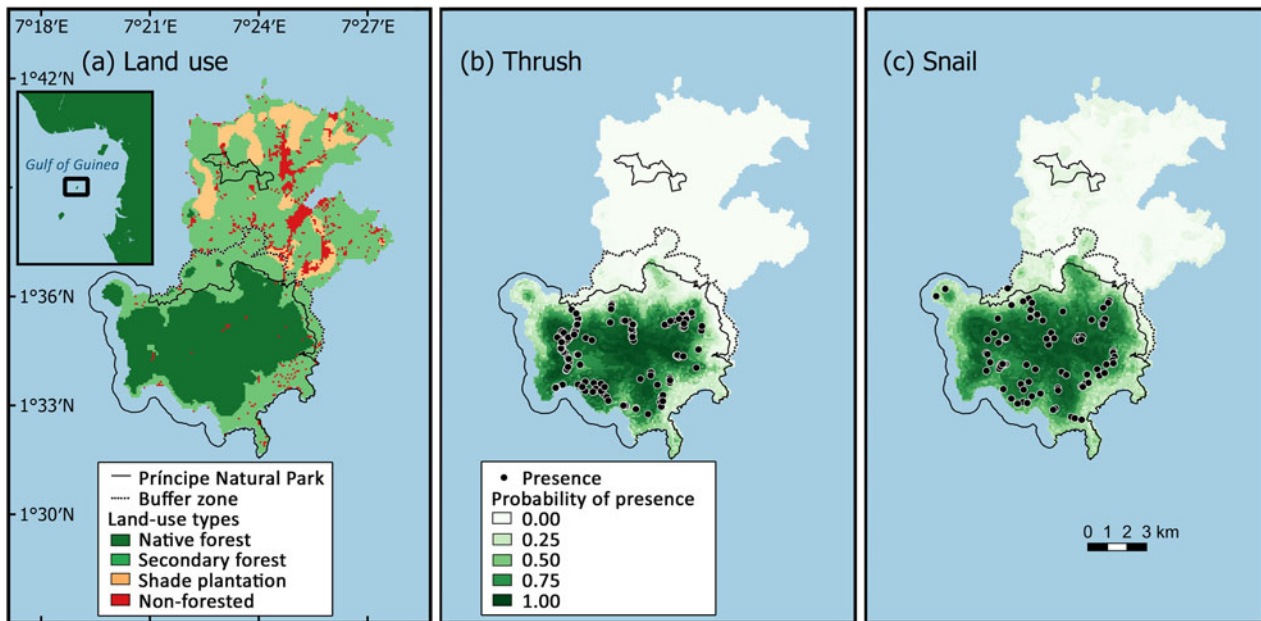 7°18′E 7°21′E 7°24′E 7°27′E
1°42′N
1°36′N
1°33′N
1°30′N
(a) Land use
Gulf of Guinea
Príncipe Natural Park
Buffer zone
Land-use types
Native forest
Secondary forest
Shade plantation
Non-forested
(b) Thrush
Presence
Probability of presence
0.00
0.25
0.50
0.75
1.00
(c) Snail
0 1 2 3 km